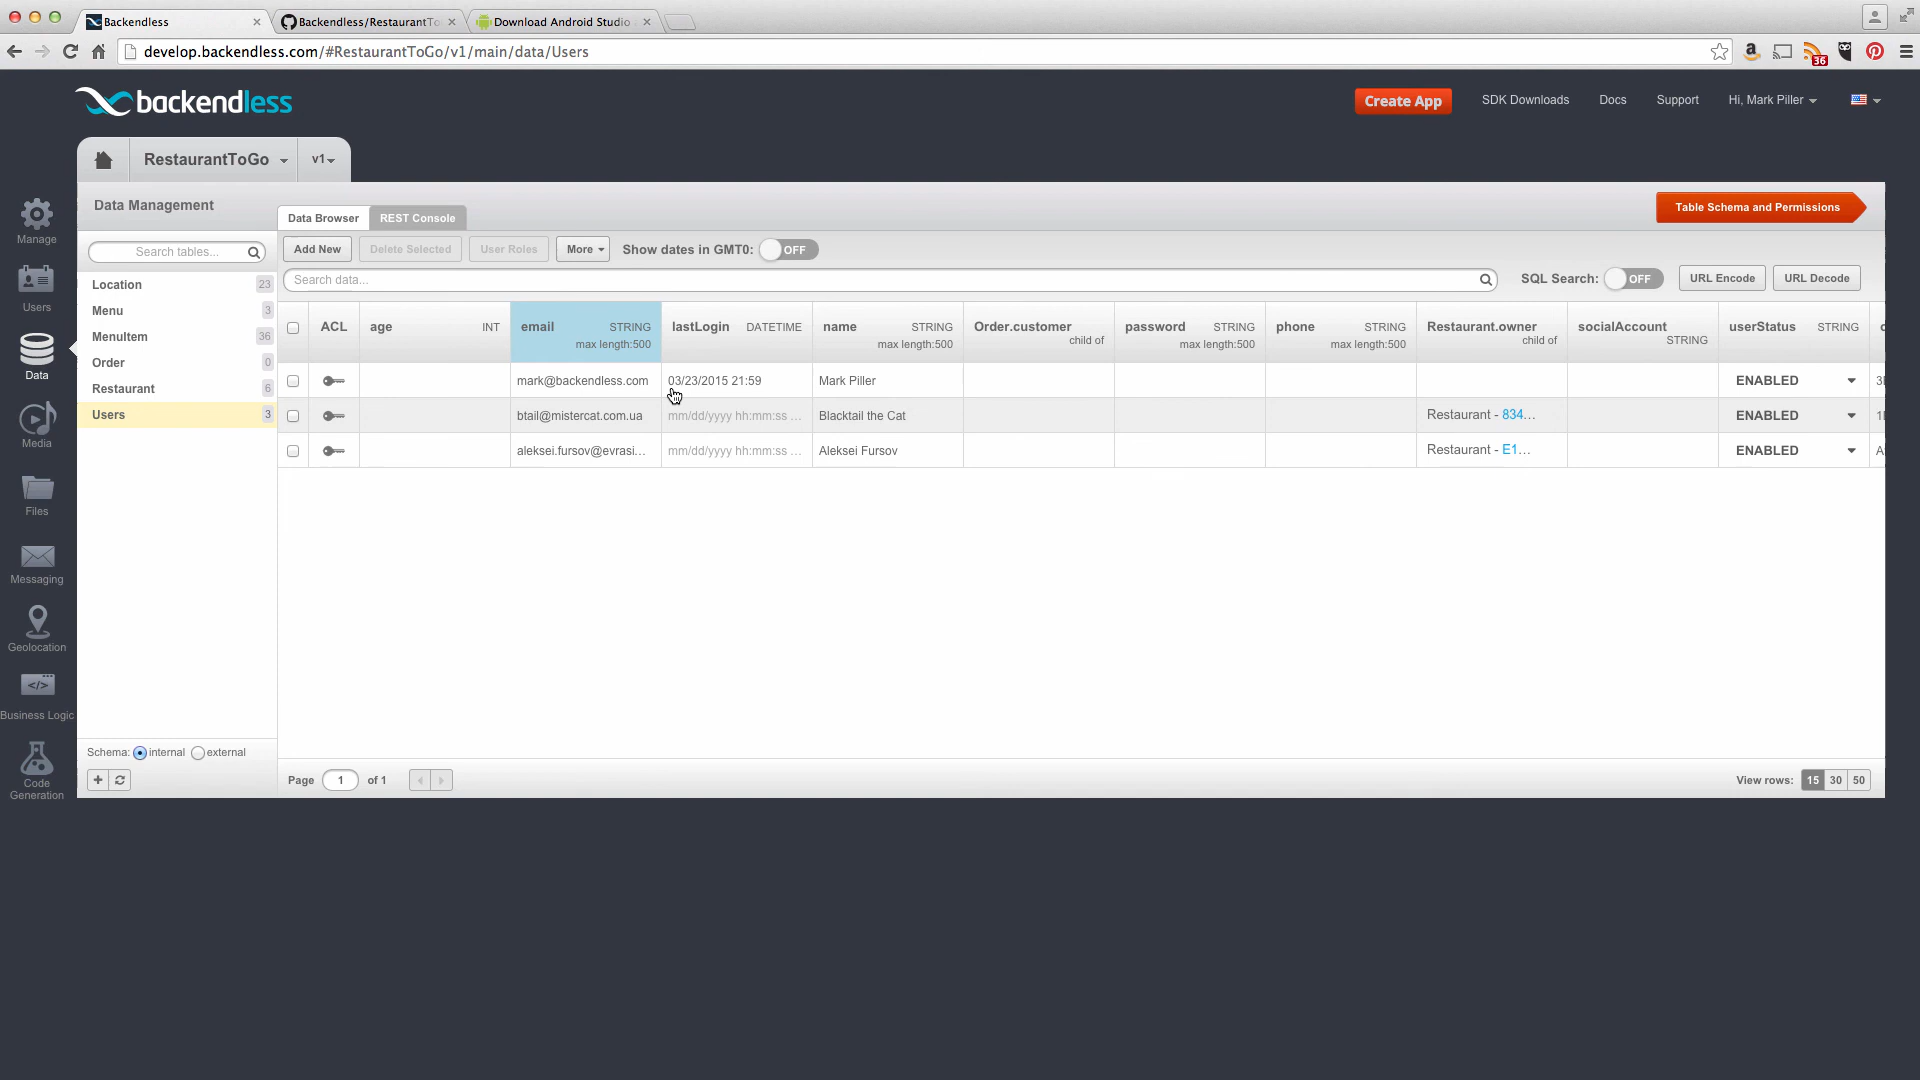 Backendless
Backendless/RestaurantTo
Download Android Studio
develop.backendless.com/#RestaurantToGo/v1/main/data/Users
36
backendless
Create App
SDK Downloads
Docs
Support
Hi, Mark Piller
RestaurantToGo
v1
Manage
Users
Data
Media
Files
Messaging
Geolocation
Business Logic
Code
Generation
Data Management
Data Browser
REST Console
Table Schema and Permissions
Search tables...
Location 23
Menu 3
MenuItem 36
Order 0
Restaurant 6
Users 3
Schema: internal external
Add New
Delete Selected
User Roles
More
Show dates in GMT0: OFF
Search data...
SQL Search: OFF
URL Encode
URL Decode
ACL age INT email STRING lastLogin DATETIME name STRING Order.customer password STRING phone STRING Restaurant.owner socialAccount userStatus STRING
max length:500 max length:500 child of max length:500 max length:500 child of STRING
mark@backendless.com 03/23/2015 21:59 Mark Piller ENABLED
btail@mistercat.com.ua mm/dd/yyyy hh:mm:ss ... Blacktail the Cat Restaurant - 834... ENABLED
aleksei.fursov@evrasi... mm/dd/yyyy hh:mm:ss ... Aleksei Fursov Restaurant - E1... ENABLED
Page 1 of 1
View rows: 15 30 50